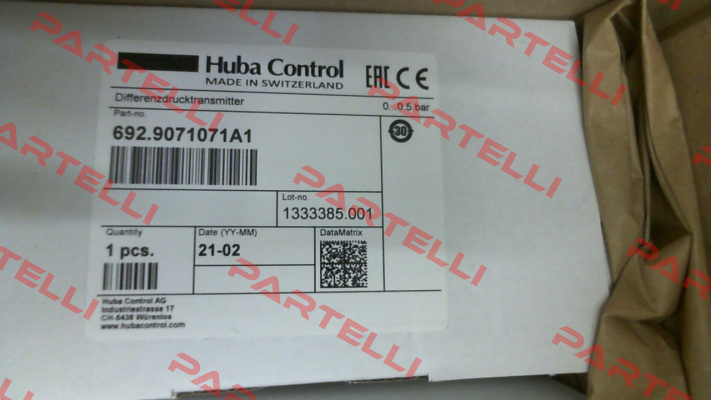 Huba Control
MADE IN SWITZERLAND
EAC CE
Differenzdrucktransmitter 0...0,5 bar
Part-no.
692.9071071A1
30
Lot-no
1333385.001
Quantity Date (YY-MM) DataMatrix
1 pcs. 21-02
Huba Control AG
Industriestrasse 17
CH-5436 Würenlos
www.hubacontrol.com
PARTELLI
PARTELLI
PARTELLI
PARTELLI
PARTELLI
PARTELLI
PARTELLI
PARTELLI